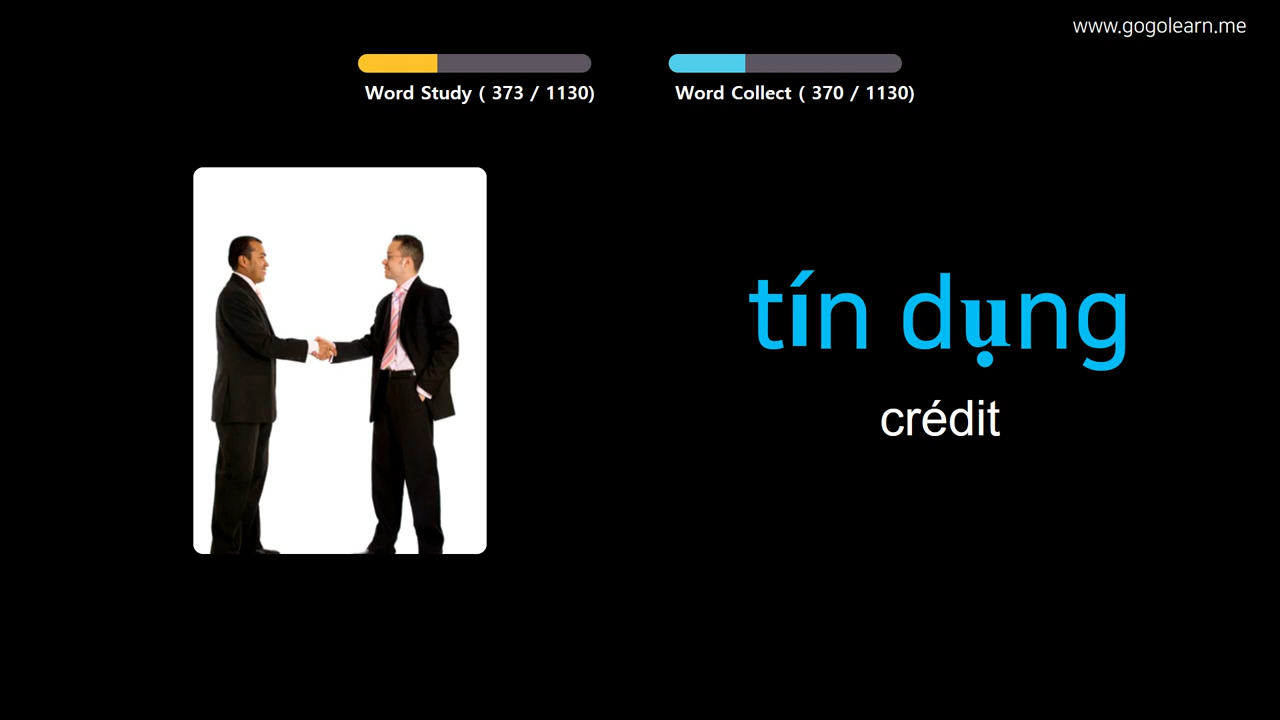 www.gogolearn.me
Word Study ( 373 / 1130)
Word Collect ( 370 / 1130)
tín dụng
crédit